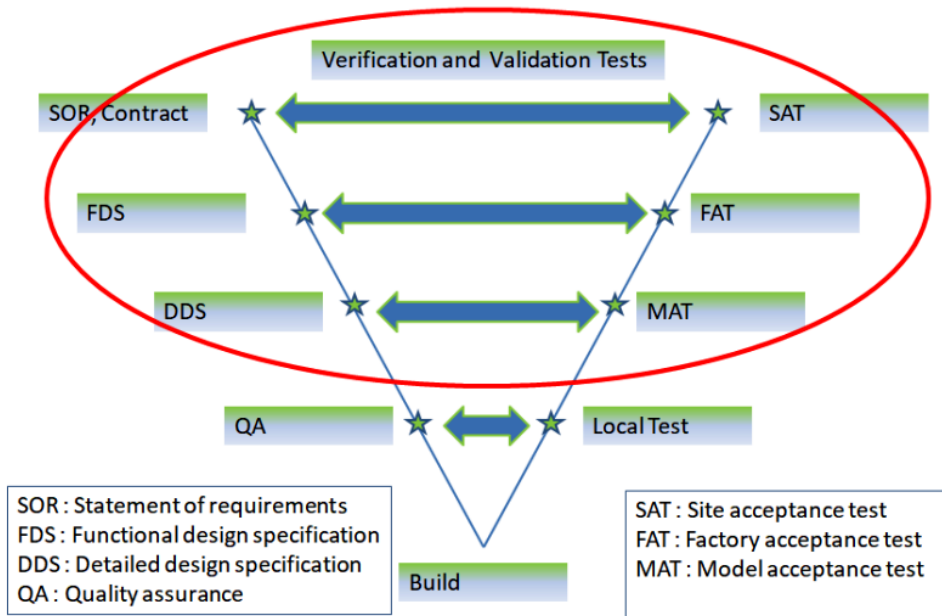 Verification and Validation Tests
SOR, Contract
SAT
FDS
FAT
DDS
MAT
QA
Local Test
SOR : Statement of requirements
FDS : Functional design specification
DDS : Detailed design specification
QA : Quality assurance
Build
SAT : Site acceptance test
FAT : Factory acceptance test
MAT : Model acceptance test